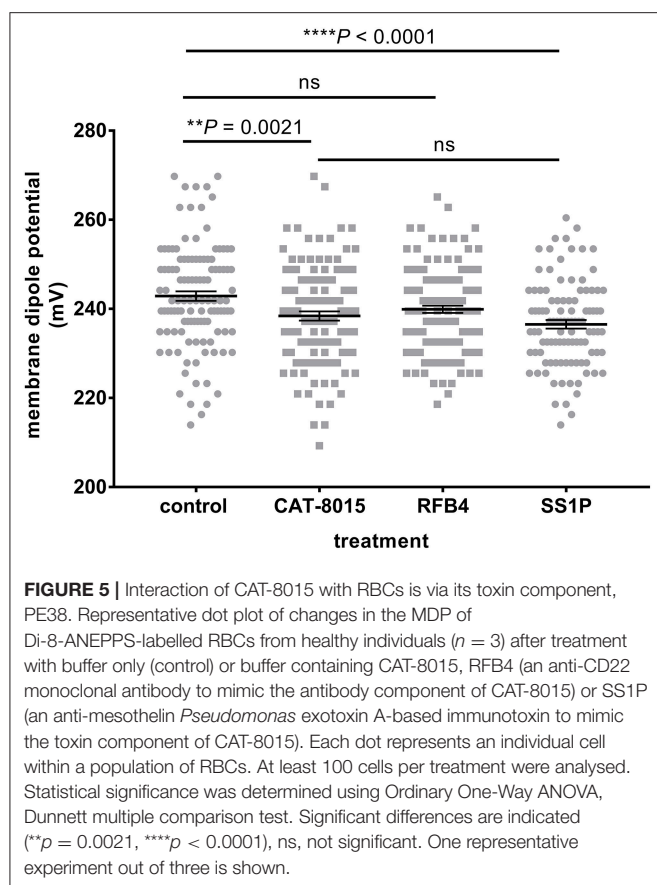 ****P < 0.0001
ns
**P = 0.0021
ns
280
260
240
220
200
membrane dipole potential
(mV)
control CAT-8015 RFB4 SS1P
treatment
FIGURE 5 | Interaction of CAT-8015 with RBCs is via its toxin component,
PE38. Representative dot plot of changes in the MDP of
Di-8-ANEPPS-labelled RBCs from healthy individuals (n = 3) after treatment
with buffer only (control) or buffer containing CAT-8015, RFB4 (an anti-CD22
monoclonal antibody to mimic the antibody component of CAT-8015) or SS1P
(an anti-mesothelin Pseudomonas exotoxin A-based immunotoxin to mimic
the toxin component of CAT-8015). Each dot represents an individual cell
within a population of RBCs. At least 100 cells per treatment were analysed.
Statistical significance was determined using Ordinary One-Way ANOVA,
Dunnett multiple comparison test. Significant differences are indicated
(**p = 0.0021, ****p < 0.0001), ns, not significant. One representative
experiment out of three is shown.